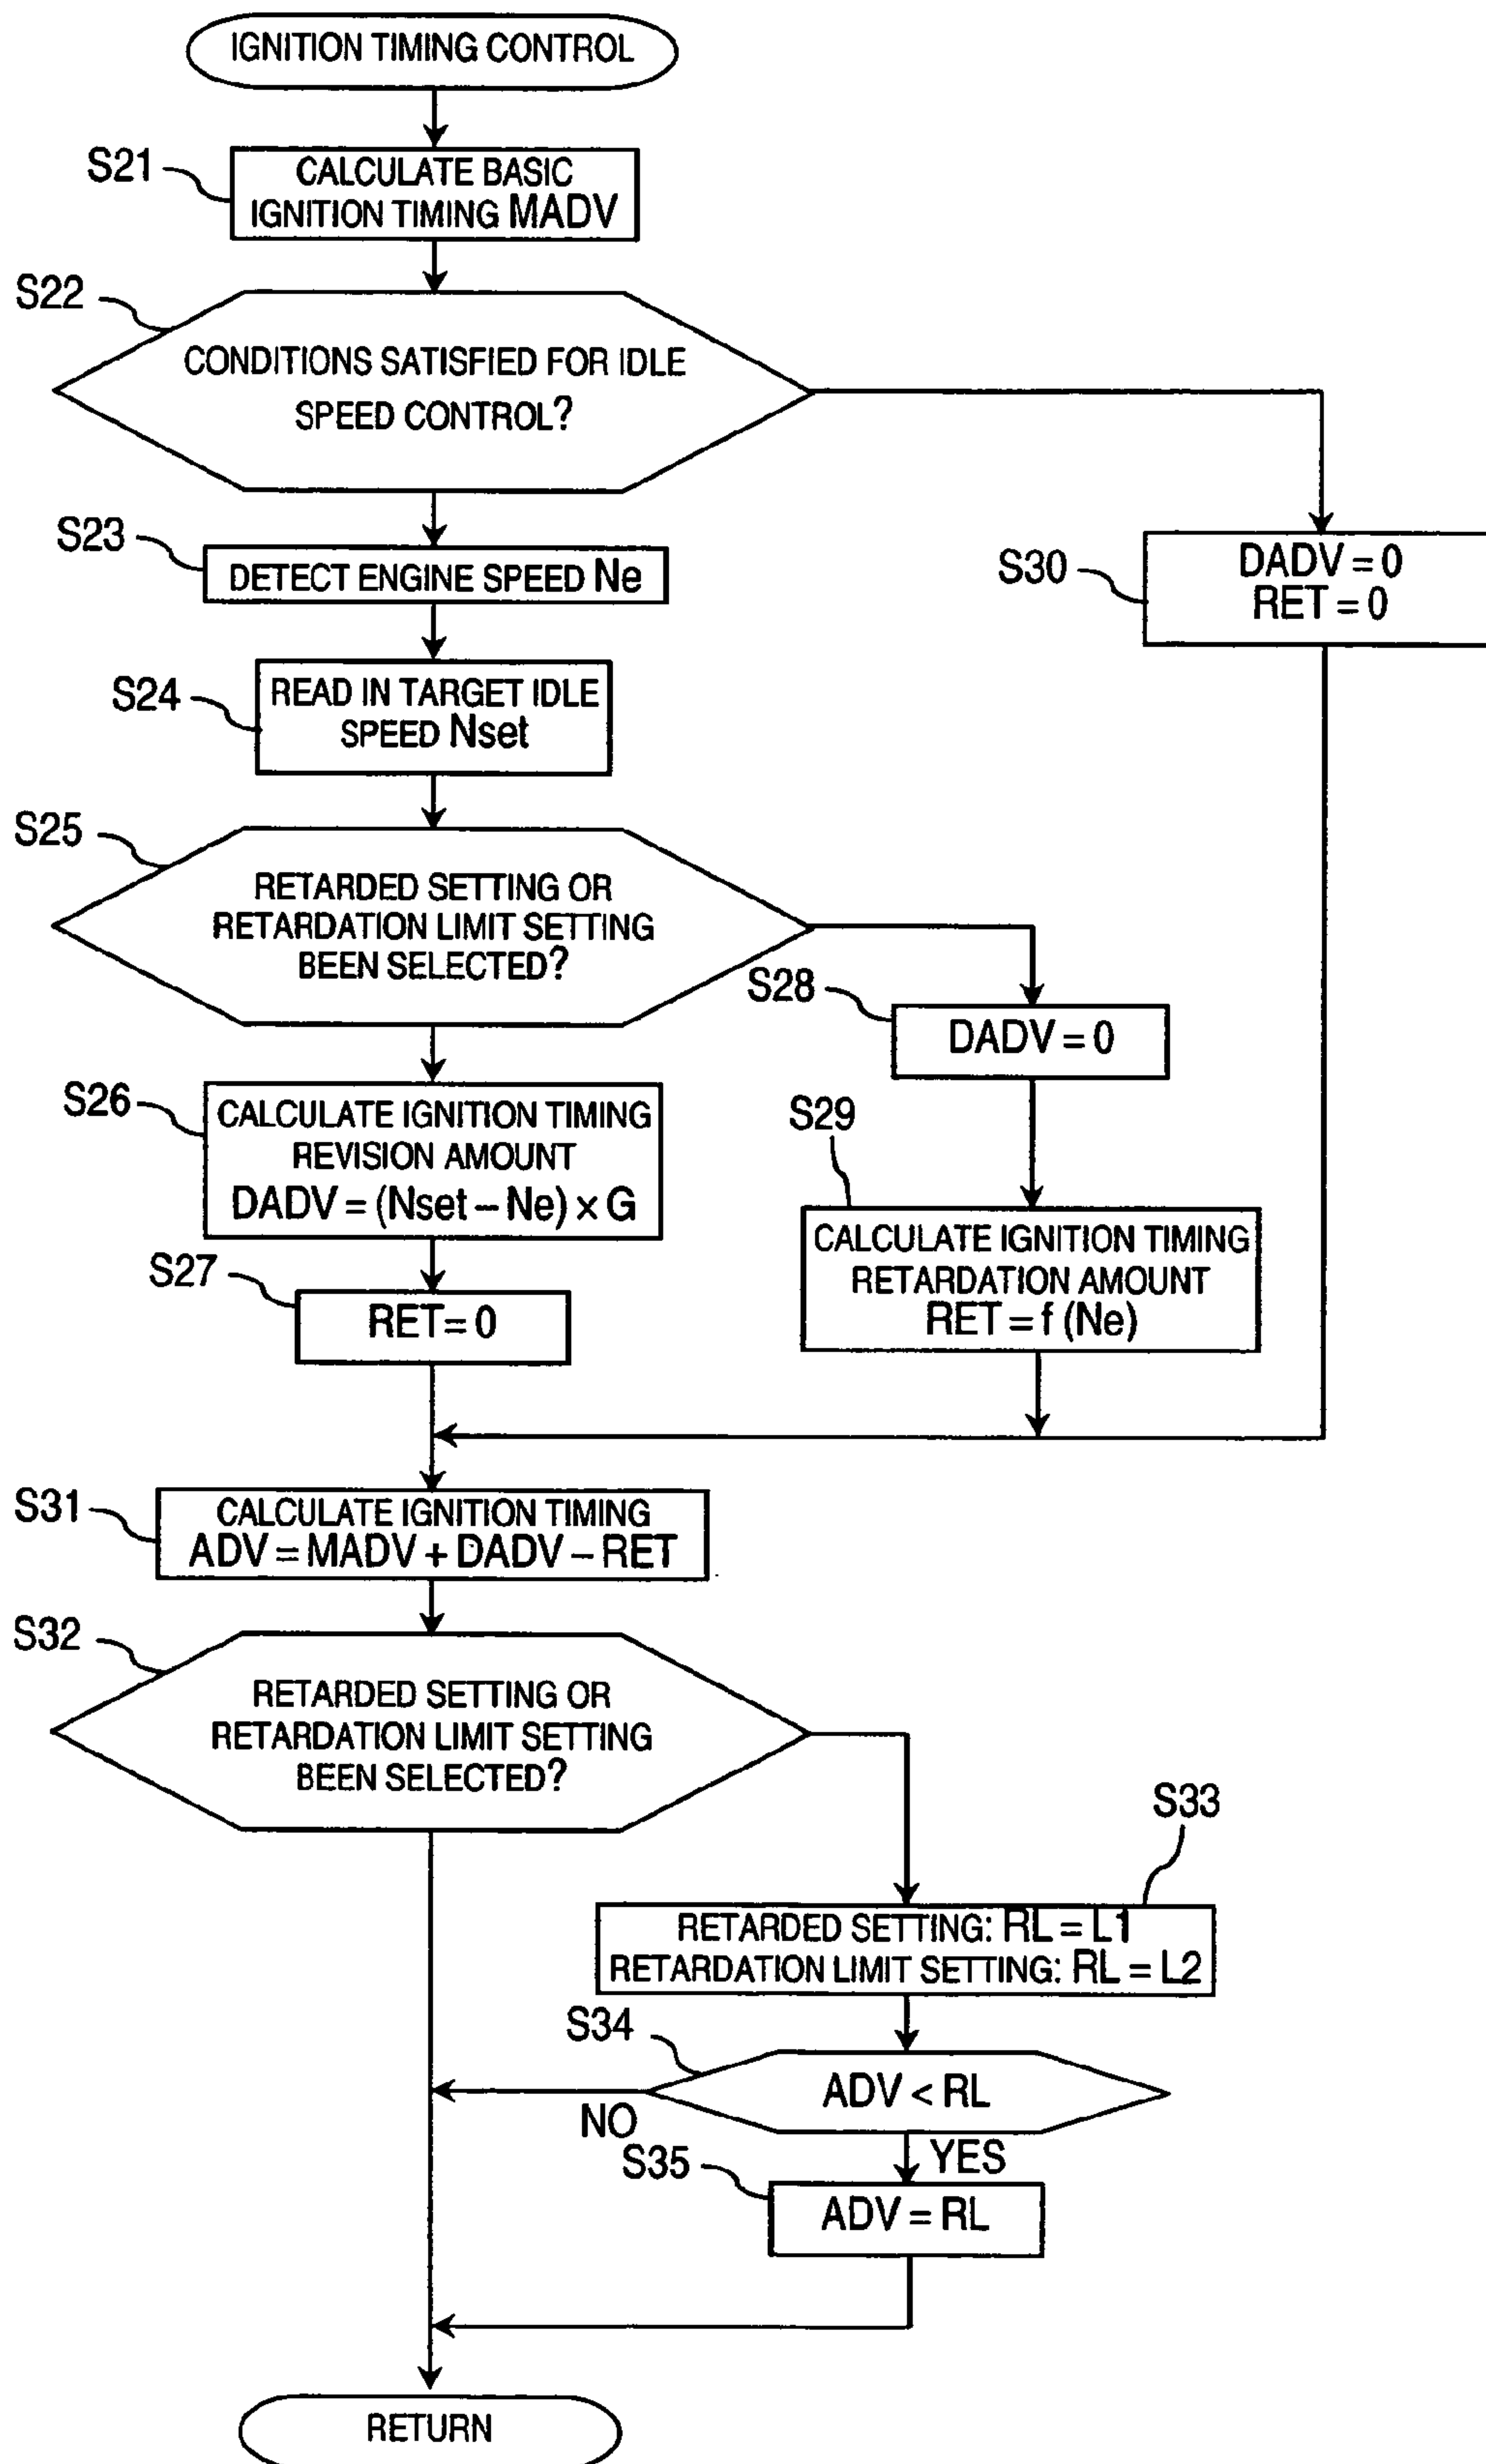 IGNITION TIMING CONTROL
S21
CALCULATE BASIC
IGNITION TIMING MADV
S22
CONDITIONS SATISFIED FOR IDLE
SPEED CONTROL?
S23
DETECT ENGINE SPEED Ne
S30
DADV = 0
RET = 0
S24
READ IN TARGET IDLE
SPEED Nset
S25
RETARDED SETTING OR
RETARDATION LIMIT SETTING
BEEN SELECTED?
S28
DADV = 0
S26
CALCULATE IGNITION TIMING
REVISION AMOUNT
DADV = (Nset – Ne) × G
S29
CALCULATE IGNITION TIMING
RETARDATION AMOUNT
RET = f (Ne)
S27
RET= 0
S31
CALCULATE IGNITION TIMING
ADV = MADV + DADV – RET
S32
RETARDED SETTING OR
RETARDATION LIMIT SETTING
BEEN SELECTED?
S33
RETARDED SETTING: RL = L1
RETARDATION LIMIT SETTING: RL = L2
S34
ADV < RL
NO
YES
S35
ADV = RL
RETURN